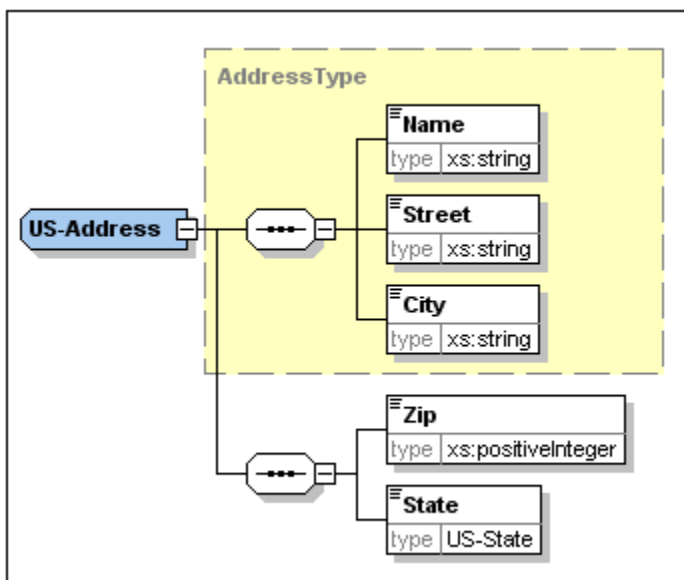 AddressType
Name
type xs:string
US-Address
Street
type xs:string
City
type xs:string
Zip
type xs:positiveInteger
State
type US-State